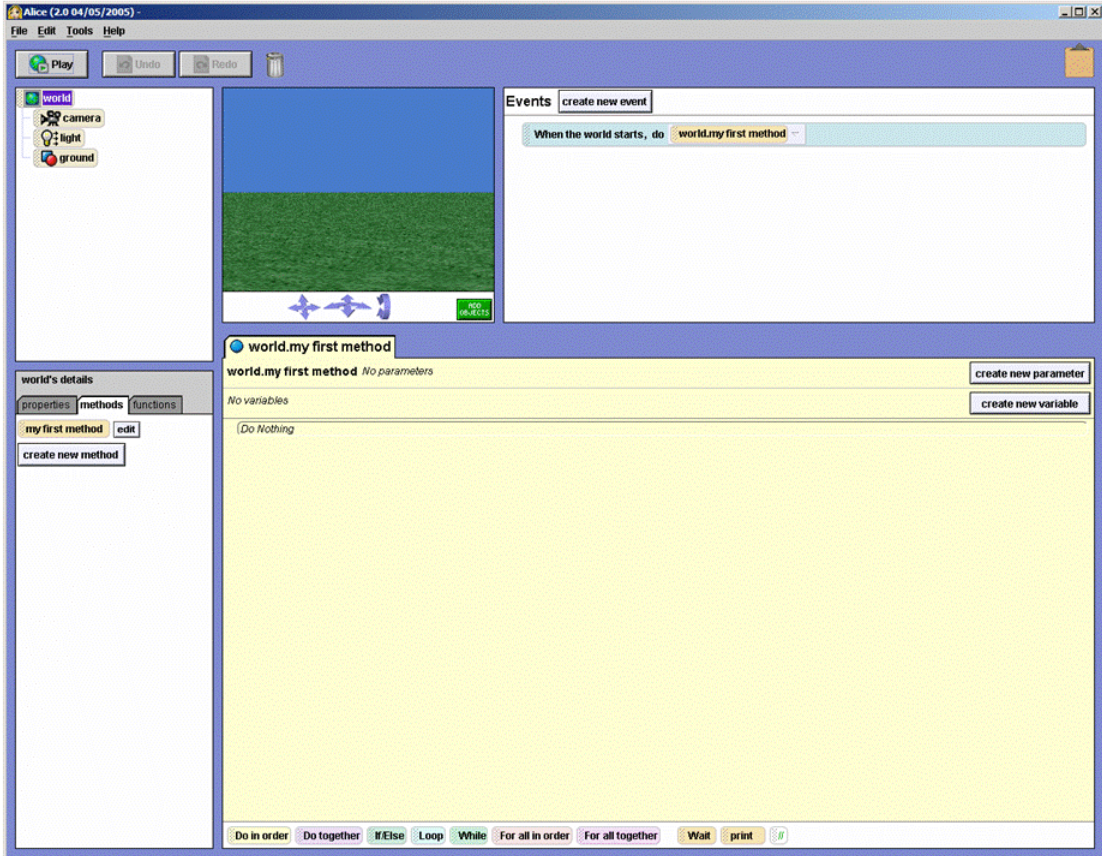 Alice (2.0 04/05/2005) -
File Edit Tools Help
Play Undo Redo
world
camera
light
ground
ADD
OBJECTS
Events create new event
When the world starts, do world.my first method
world's details
properties methods functions
my first method edit
create new method
world.my first method
world.my first method No parameters create new parameter
No variables create new variable
(Do Nothing
Do in order Do together If/Else Loop While For all in order For all together Wait print //